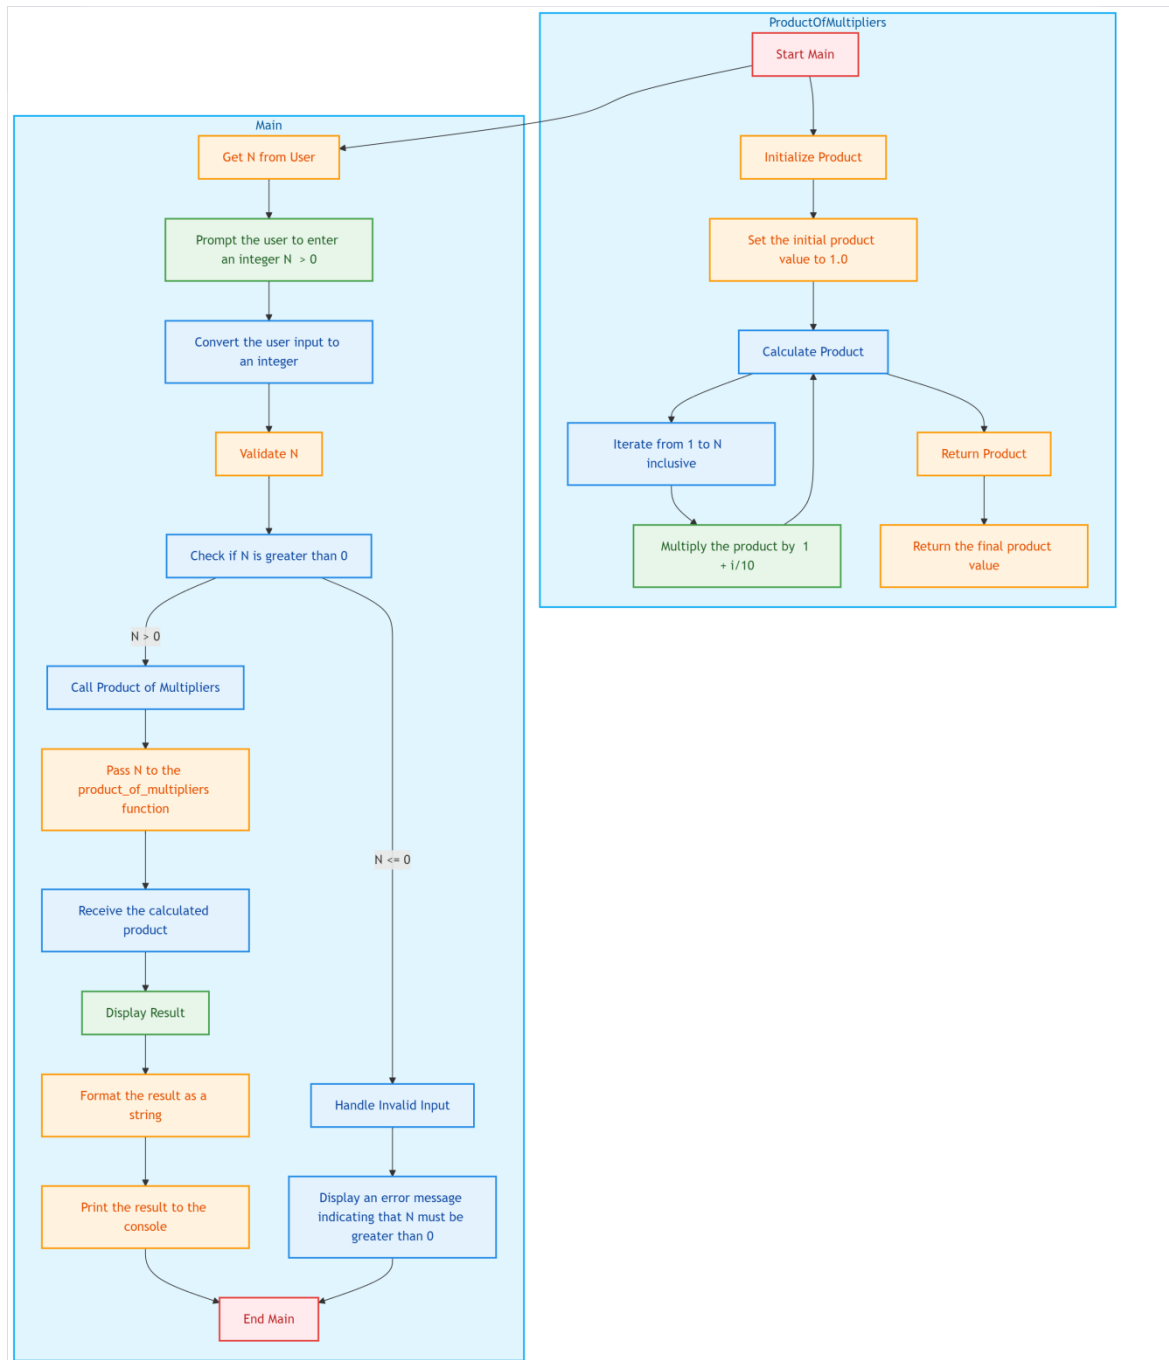 ProductOfMultipliers
Start Main
Main
Get N from User
Prompt the user to enter
an integer N  > 0
Convert the user input to
an integer
Validate N
Check if N is greater than 0
N > 0
Call Product of Multipliers
Pass N to the
product_of_multipliers
function
Receive the calculated
product
Display Result
Format the result as a
string
Print the result to the
console
N <= 0
Handle Invalid Input
Display an error message
indicating that N must be
greater than 0
End Main
Initialize Product
Set the initial product
value to 1.0
Calculate Product
Iterate from 1 to N
inclusive
Multiply the product by  1
+ i/10
Return Product
Return the final product
value